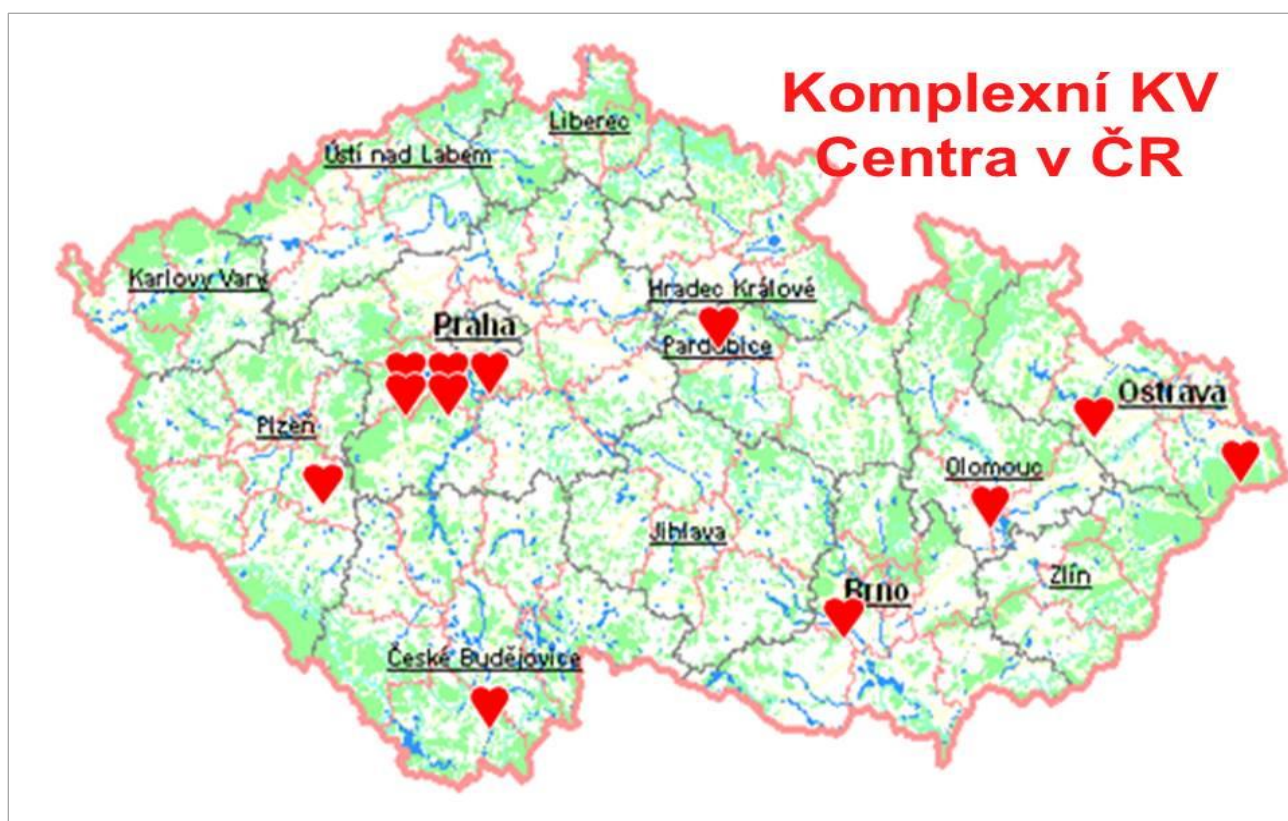 Komplexní KV
Centra v ČR
Liberec
Ústí nad Labem
Karlovy Vary
Hradec Králové
Praha
Pardubice
Ostrava
Plzeň
Olomouc
Jihlava
Zlín
Brno
České Budějovice